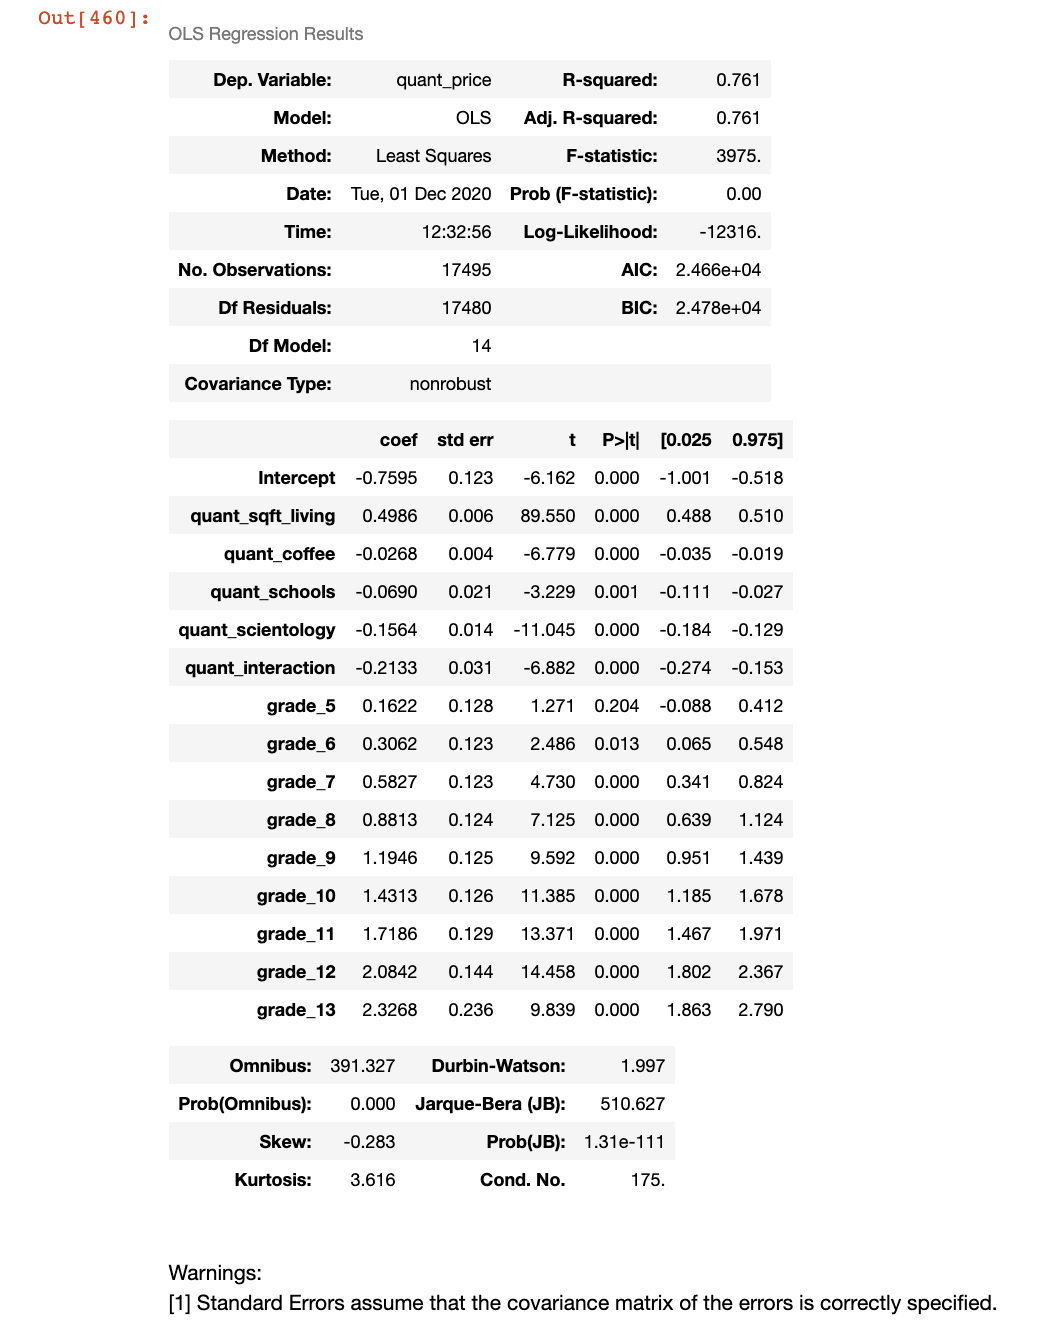 Out[460]:
OLS Regression Results
Dep. Variable: quant_price R-squared: 0.761
Model: OLS Adj. R-squared: 0.761
Method: Least Squares F-statistic: 3975.
Date: Tue, 01 Dec 2020 Prob (F-statistic): 0.00
Time: 12:32:56 Log-Likelihood: -12316.
No. Observations: 17495 AIC: 2.466e+04
Df Residuals: 17480 BIC: 2.478e+04
Df Model: 14
Covariance Type: nonrobust
coef std err t P>|t| [0.025 0.975]
Intercept -0.7595 0.123 -6.162 0.000 -1.001 -0.518
quant_sqft_living 0.4986 0.006 89.550 0.000 0.488 0.510
quant_coffee -0.0268 0.004 -6.779 0.000 -0.035 -0.019
quant_schools -0.0690 0.021 -3.229 0.001 -0.111 -0.027
quant_scientology -0.1564 0.014 -11.045 0.000 -0.184 -0.129
quant_interaction -0.2133 0.031 -6.882 0.000 -0.274 -0.153
grade_5 0.1622 0.128 1.271 0.204 -0.088 0.412
grade_6 0.3062 0.123 2.486 0.013 0.065 0.548
grade_7 0.5827 0.123 4.730 0.000 0.341 0.824
grade_8 0.8813 0.124 7.125 0.000 0.639 1.124
grade_9 1.1946 0.125 9.592 0.000 0.951 1.439
grade_10 1.4313 0.126 11.385 0.000 1.185 1.678
grade_11 1.7186 0.129 13.371 0.000 1.467 1.971
grade_12 2.0842 0.144 14.458 0.000 1.802 2.367
grade_13 2.3268 0.236 9.839 0.000 1.863 2.790
Omnibus: 391.327 Durbin-Watson: 1.997
Prob(Omnibus): 0.000 Jarque-Bera (JB): 510.627
Skew: -0.283 Prob(JB): 1.31e-111
Kurtosis: 3.616 Cond. No. 175.
Warnings:
[1] Standard Errors assume that the covariance matrix of the errors is correctly specified.